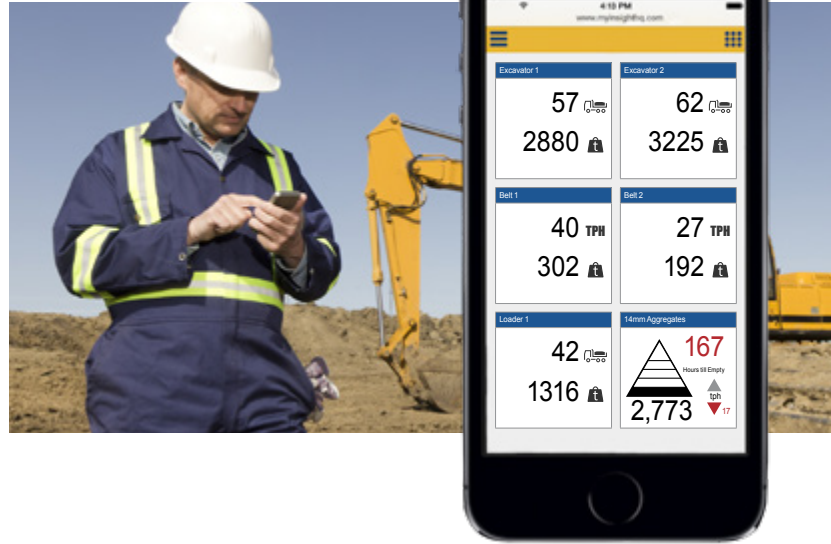 4:10 PM
www.myinsighthq.com
Excavator 1
57
2880 t
Excavator 2
62
3225 t
Belt 1
40 TPH
302 t
Belt 2
27 TPH
192 t
Loader 1
42
1316 t
14mm Aggregates
167
Hours till Empty
tph
2,773
17